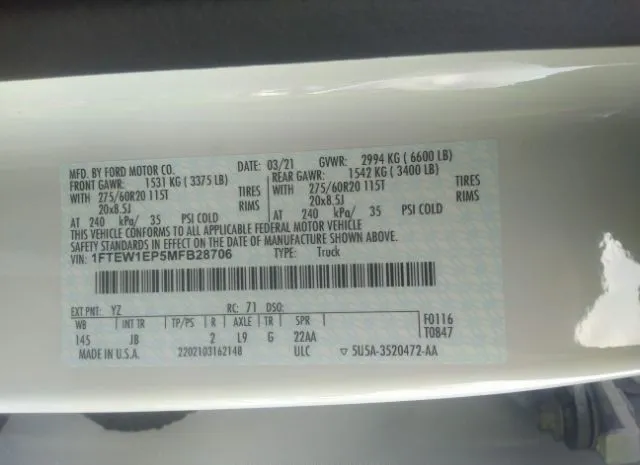 MFD. BY FORD MOTOR CO. DATE: 03/21 GVWR: 2994 KG ( 6600 LB)
FRONT GAWR: 1531 KG ( 3375 LB) REAR GAWR: 1542 KG ( 3400 LB)
WITH 275/60R20 115T TIRES WITH 275/60R20 115T TIRES
20x8.5J RIMS 20x8.5J RIMS
AT 240 kPa/ 35 PSI COLD AT 240 kPa/ 35 PSI COLD
THIS VEHICLE CONFORMS TO ALL APPLICABLE FEDERAL MOTOR VEHICLE
SAFETY STANDARDS IN EFFECT ON THE DATE OF MANUFACTURE SHOWN ABOVE.
VIN: 1FTEW1EP5MFB28706 TYPE: Truck
EXT PNT: YZ RC: 71 DSO:
WB INT TR TP/PS R AXLE TR SPR F0116
145 JB 2 L9 G 22AA T0847
MADE IN U.S.A. 2202103162148 ULC ▽ 5U5A-3520472-AA